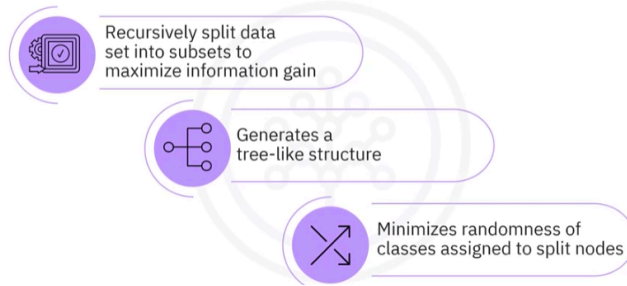 Recursively split data
set into subsets to
maximize information gain
Generates a
tree-like structure
Minimizes randomness of
classes assigned to split nodes